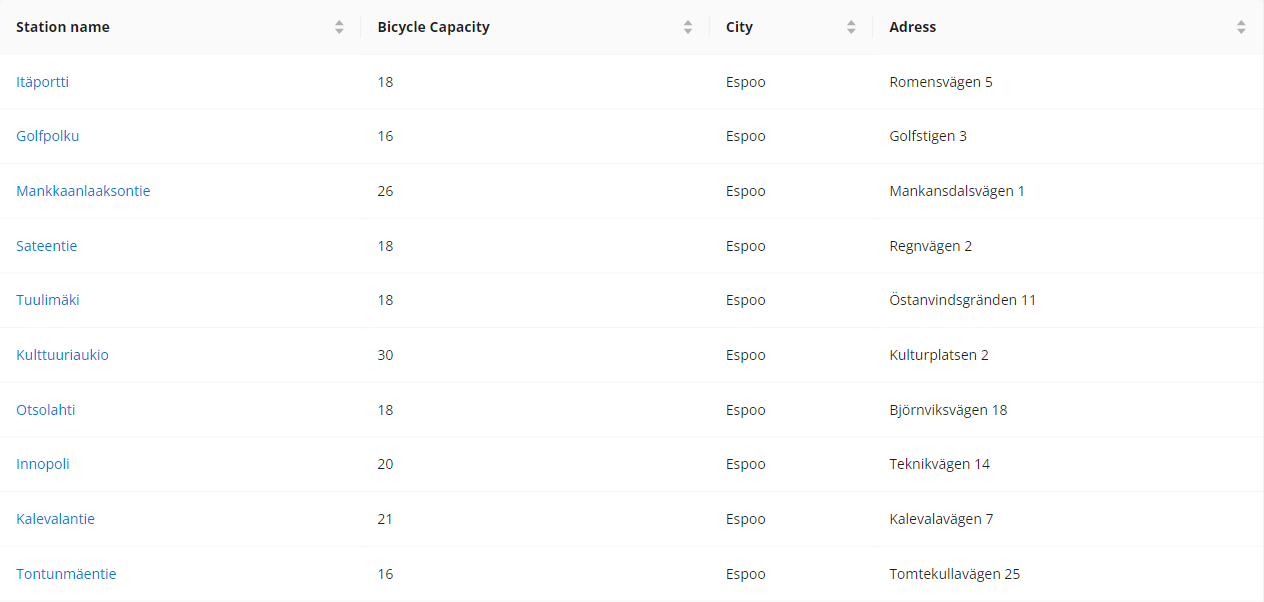 Station name Bicycle Capacity City Adress
Itäportti 18 Espoo Romensvägen 5
Golfpolku 16 Espoo Golfstigen 3
Mankkaanlaaksontie 26 Espoo Mankansdalsvägen 1
Sateentie 18 Espoo Regnvägen 2
Tuulimäki 18 Espoo Östanvindsgränden 11
Kulttuuriaukio 30 Espoo Kulturplatsen 2
Otsolahti 18 Espoo Björnviksvägen 18
Innopoli 20 Espoo Teknikvägen 14
Kalevalantie 21 Espoo Kalevalavägen 7
Tontunmäentie 16 Espoo Tomtekullavägen 25